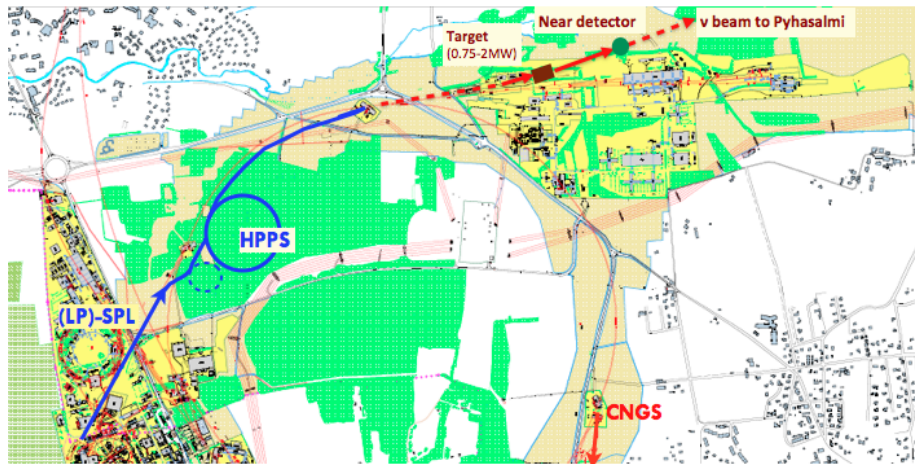 Near detector
ν beam to Pyhasalmi
Target
(0.75-2MW)
HPPS
(LP)-SPL
CNGS